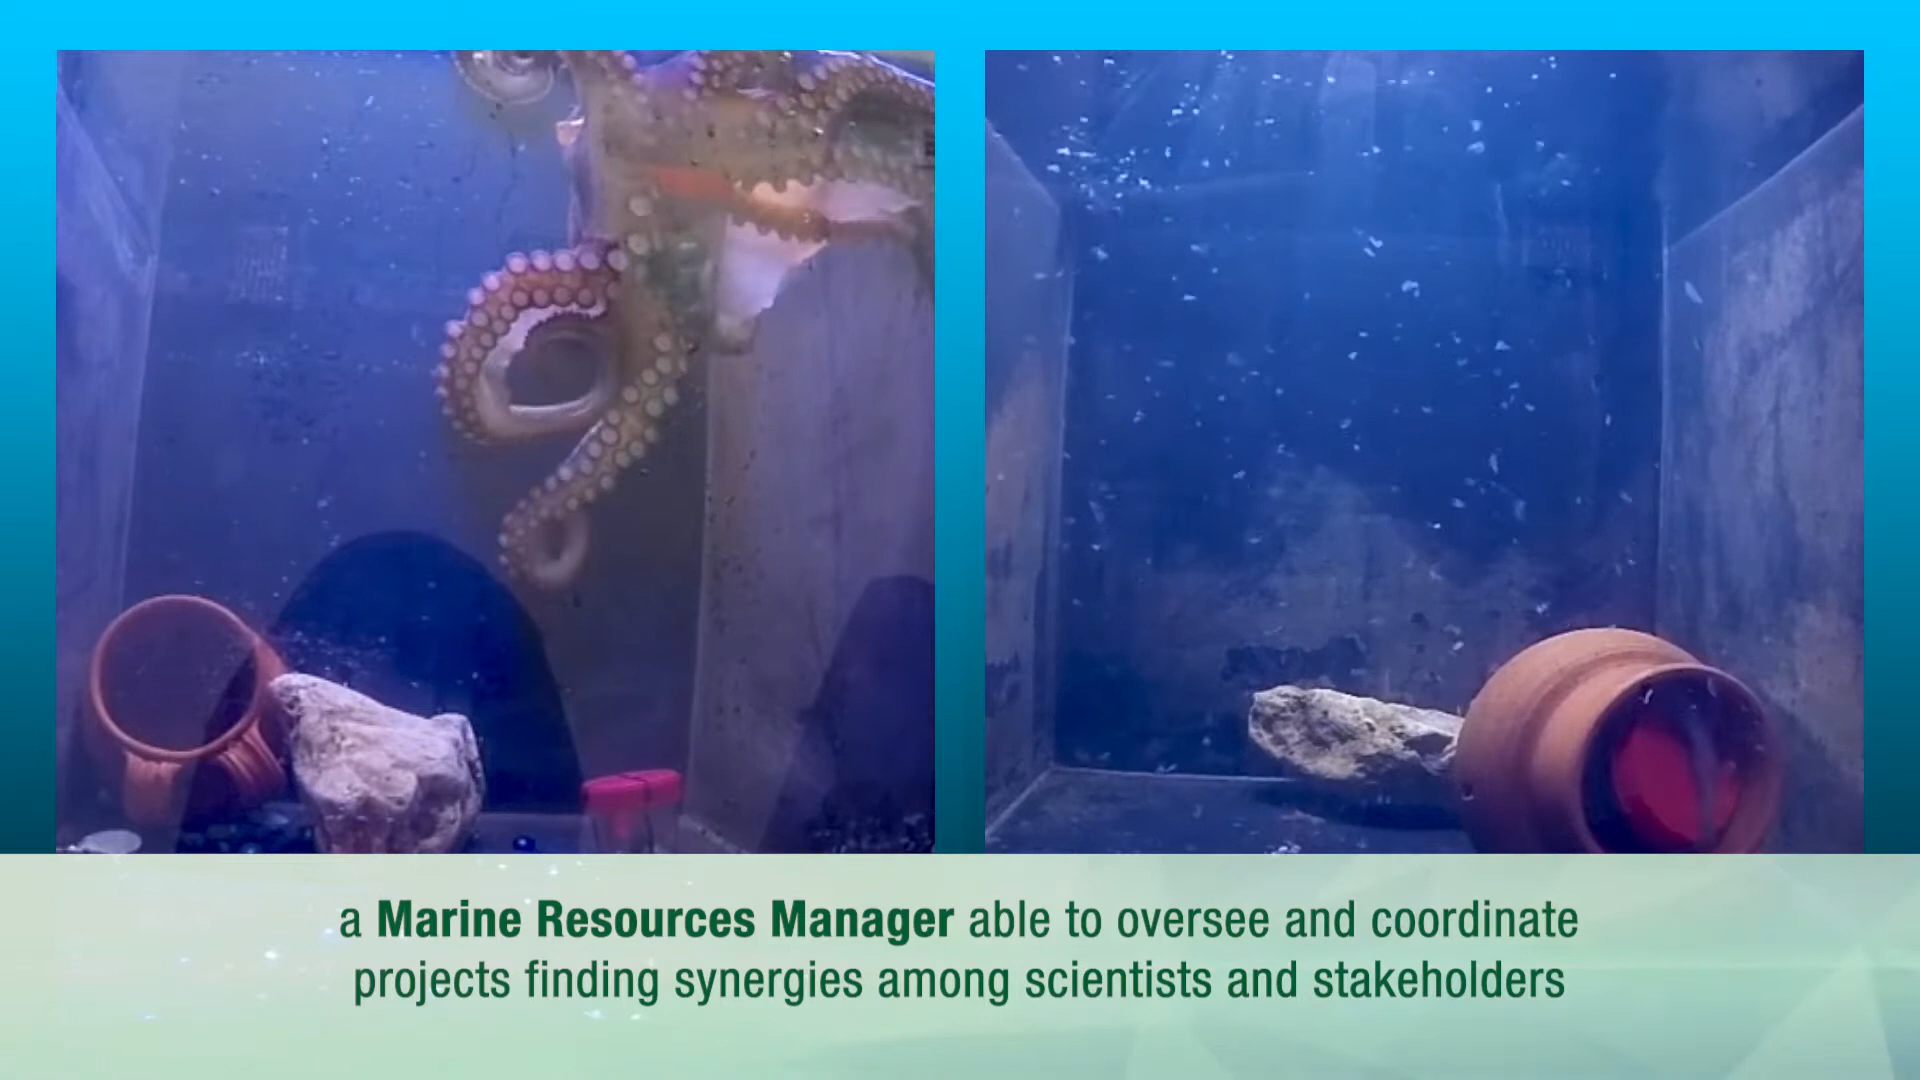 a Marine Resources Manager able to oversee and coordinate
projects finding synergies among scientists and stakeholders